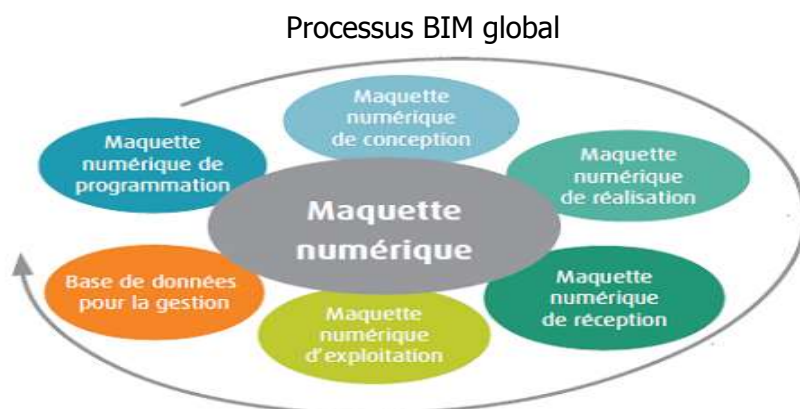 Processus BIM global
Maquette
numérique
de conception
Maquette
numérique de
programmation
Maquette
numérique
de réalisation
Maquette
numérique
Base de données
pour la gestion
Maquette
numérique
de réception
Maquette
numérique
d'exploitation